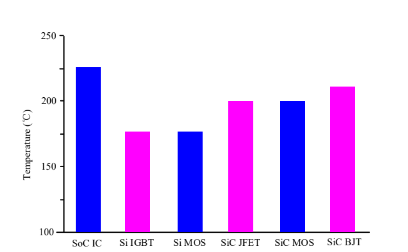 250
200
150
100
Temperature (℃)
SoC IC Si IGBT Si MOS SiC JFET SiC MOS SiC BJT